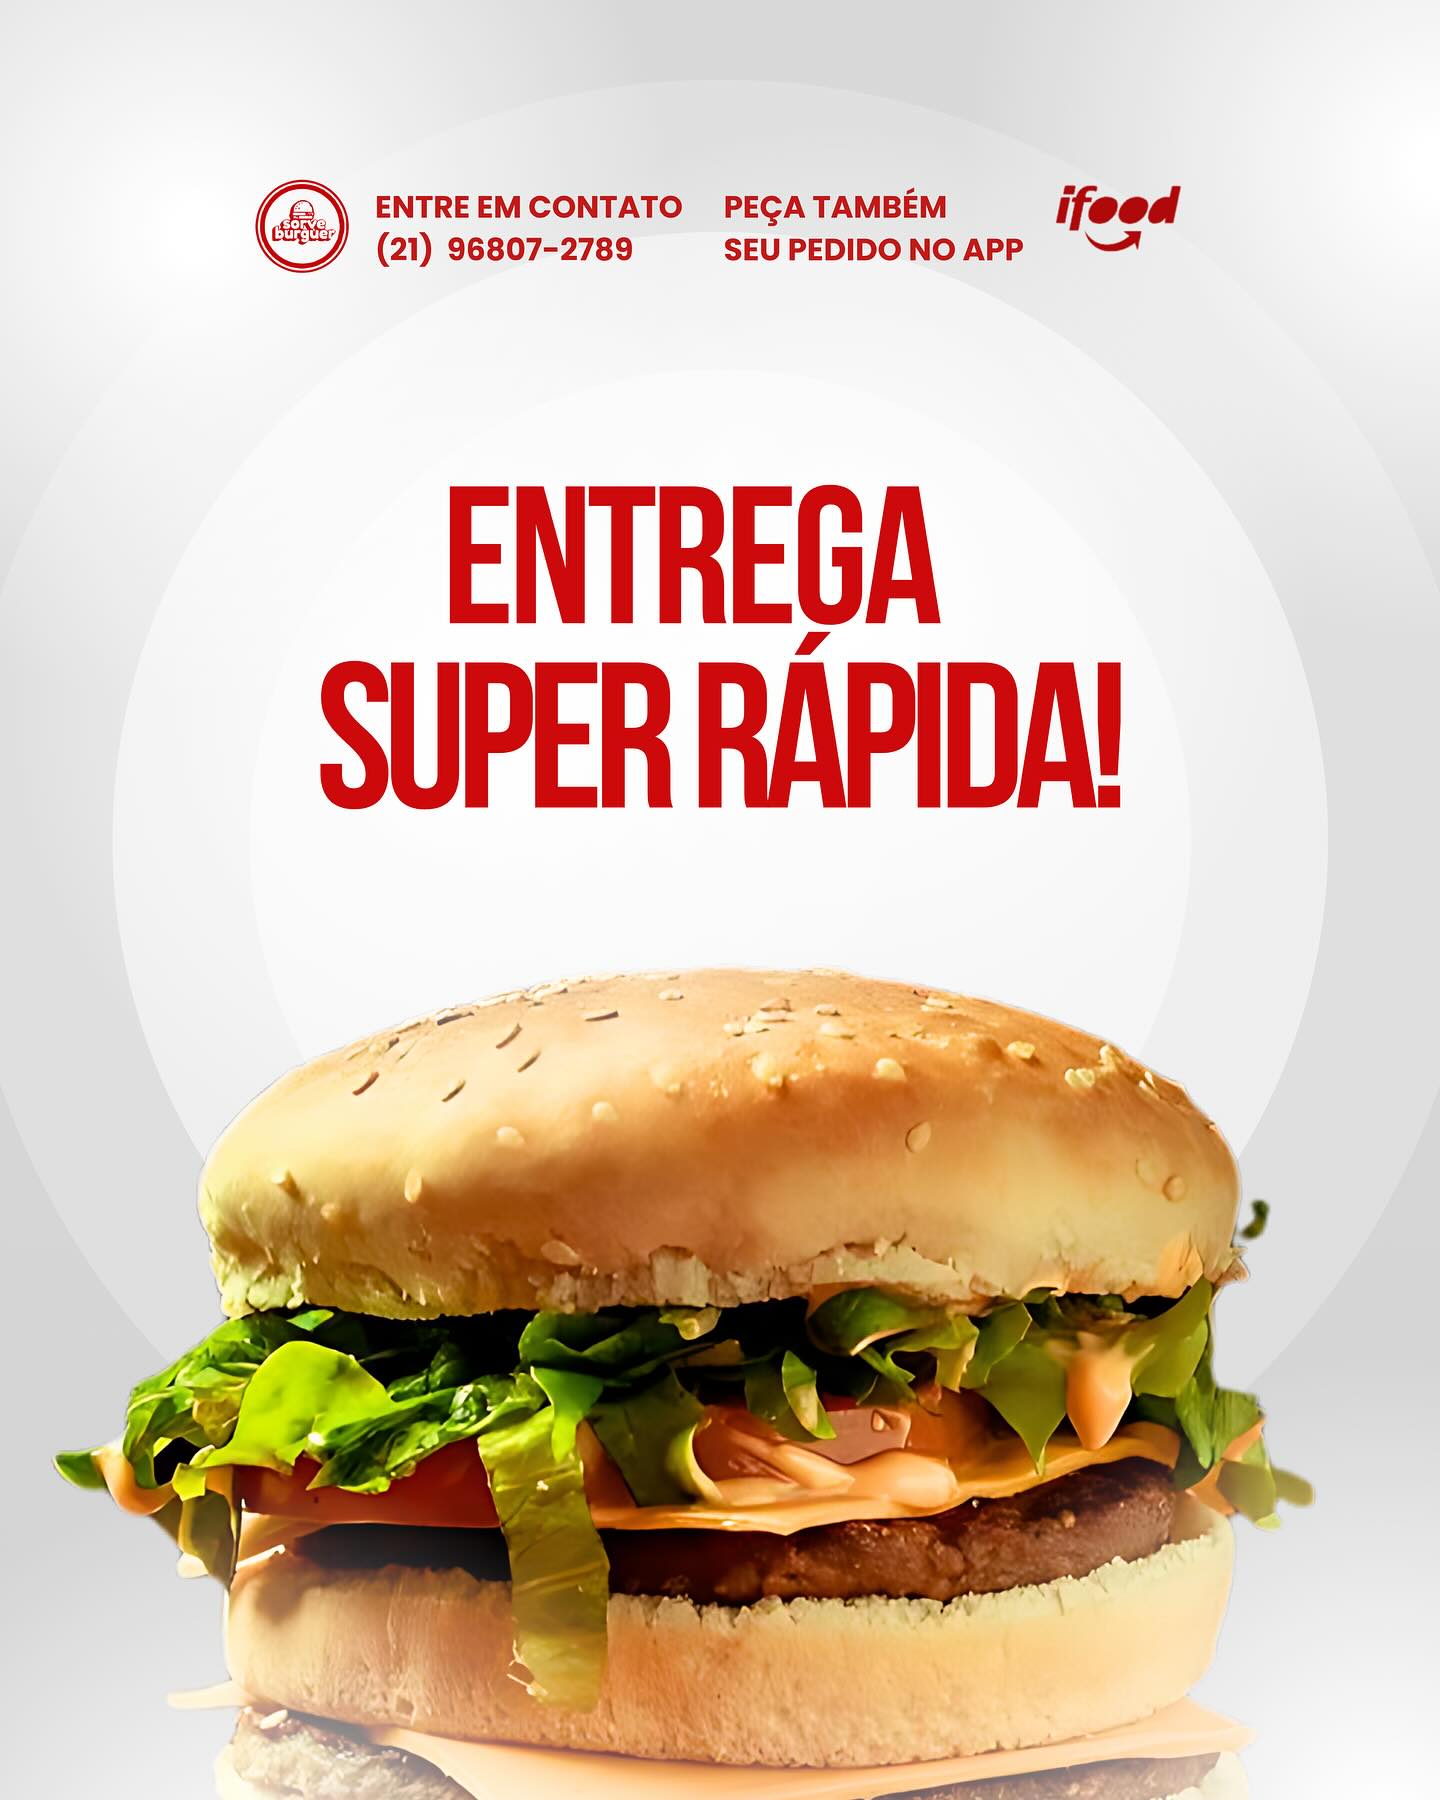 sorve
burguer
ENTRE EM CONTATO
(21) 96807-2789
PEÇA TAMBÉM
SEU PEDIDO NO APP
ifood
ENTREGA
SUPER RÁPIDA!